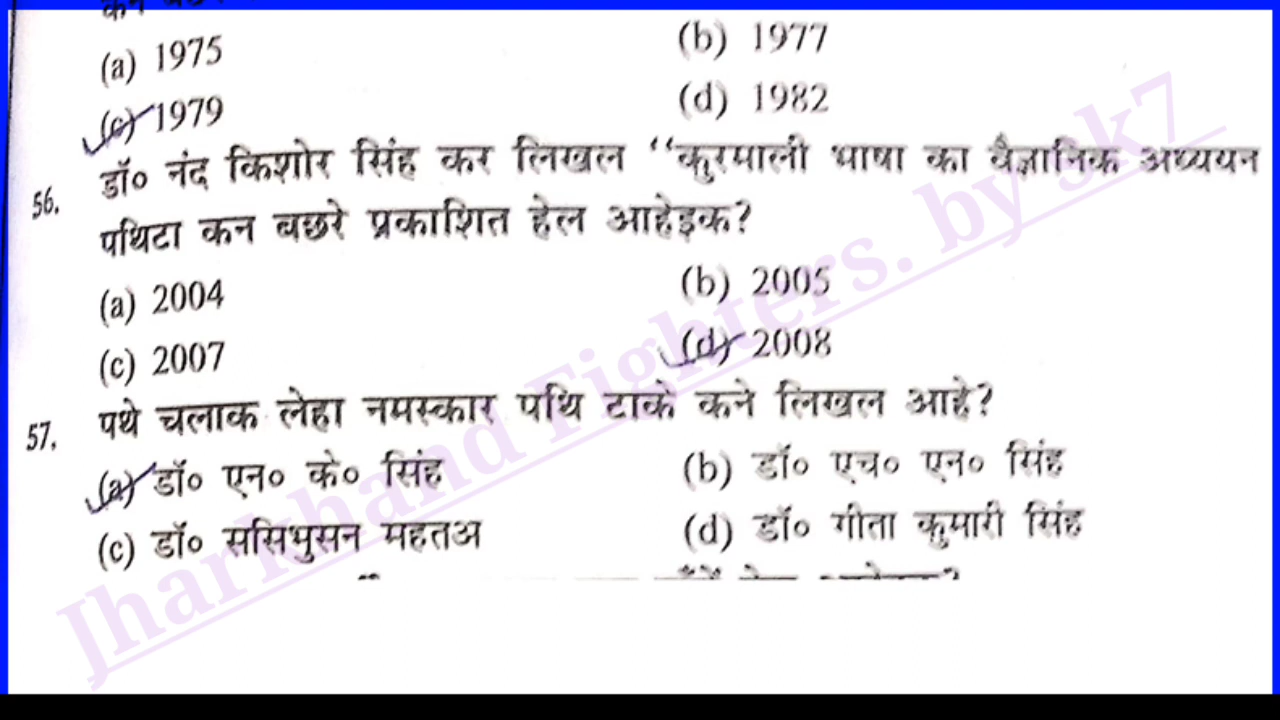 (a) 1975 (b) 1977
(c) 1979 (d) 1982
56. डॉ० नंद किशोर सिंह कर लिखल “कुरमाली भाषा का वैज्ञानिक अध्ययन
पथिटा कन बछरे प्रकाशित हेल आहेइक?
(a) 2004 (b) 2005
(c) 2007 (d) 2008
57. पथे चलाक लेहा नमस्कार पथि टाके कने लिखल आहे?
(a) डॉ० एन० के० सिंह (b) डॉ० एच० एन० सिंह
(c) डॉ० ससिभुसन महतअ (d) डॉ० गीता कुमारी सिंह
Jharkhand Fighters. by sk7